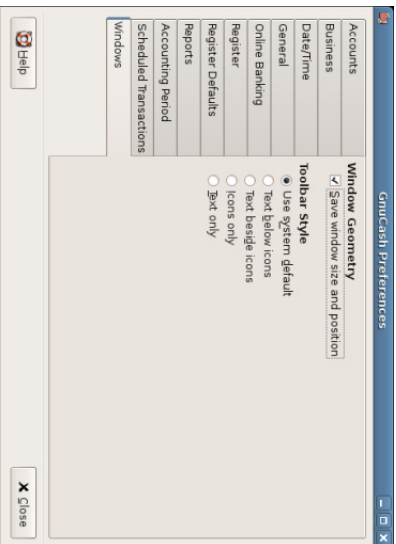 GnuCash Preferences
Accounts
Business
Date/Time
General
Online Banking
Register
Register Defaults
Reports
Accounting Period
Scheduled Transactions
Windows
Window Geometry
Save window size and position
Toolbar Style
Use system default
Text below icons
Text beside icons
Icons only
Text only
Help
Close